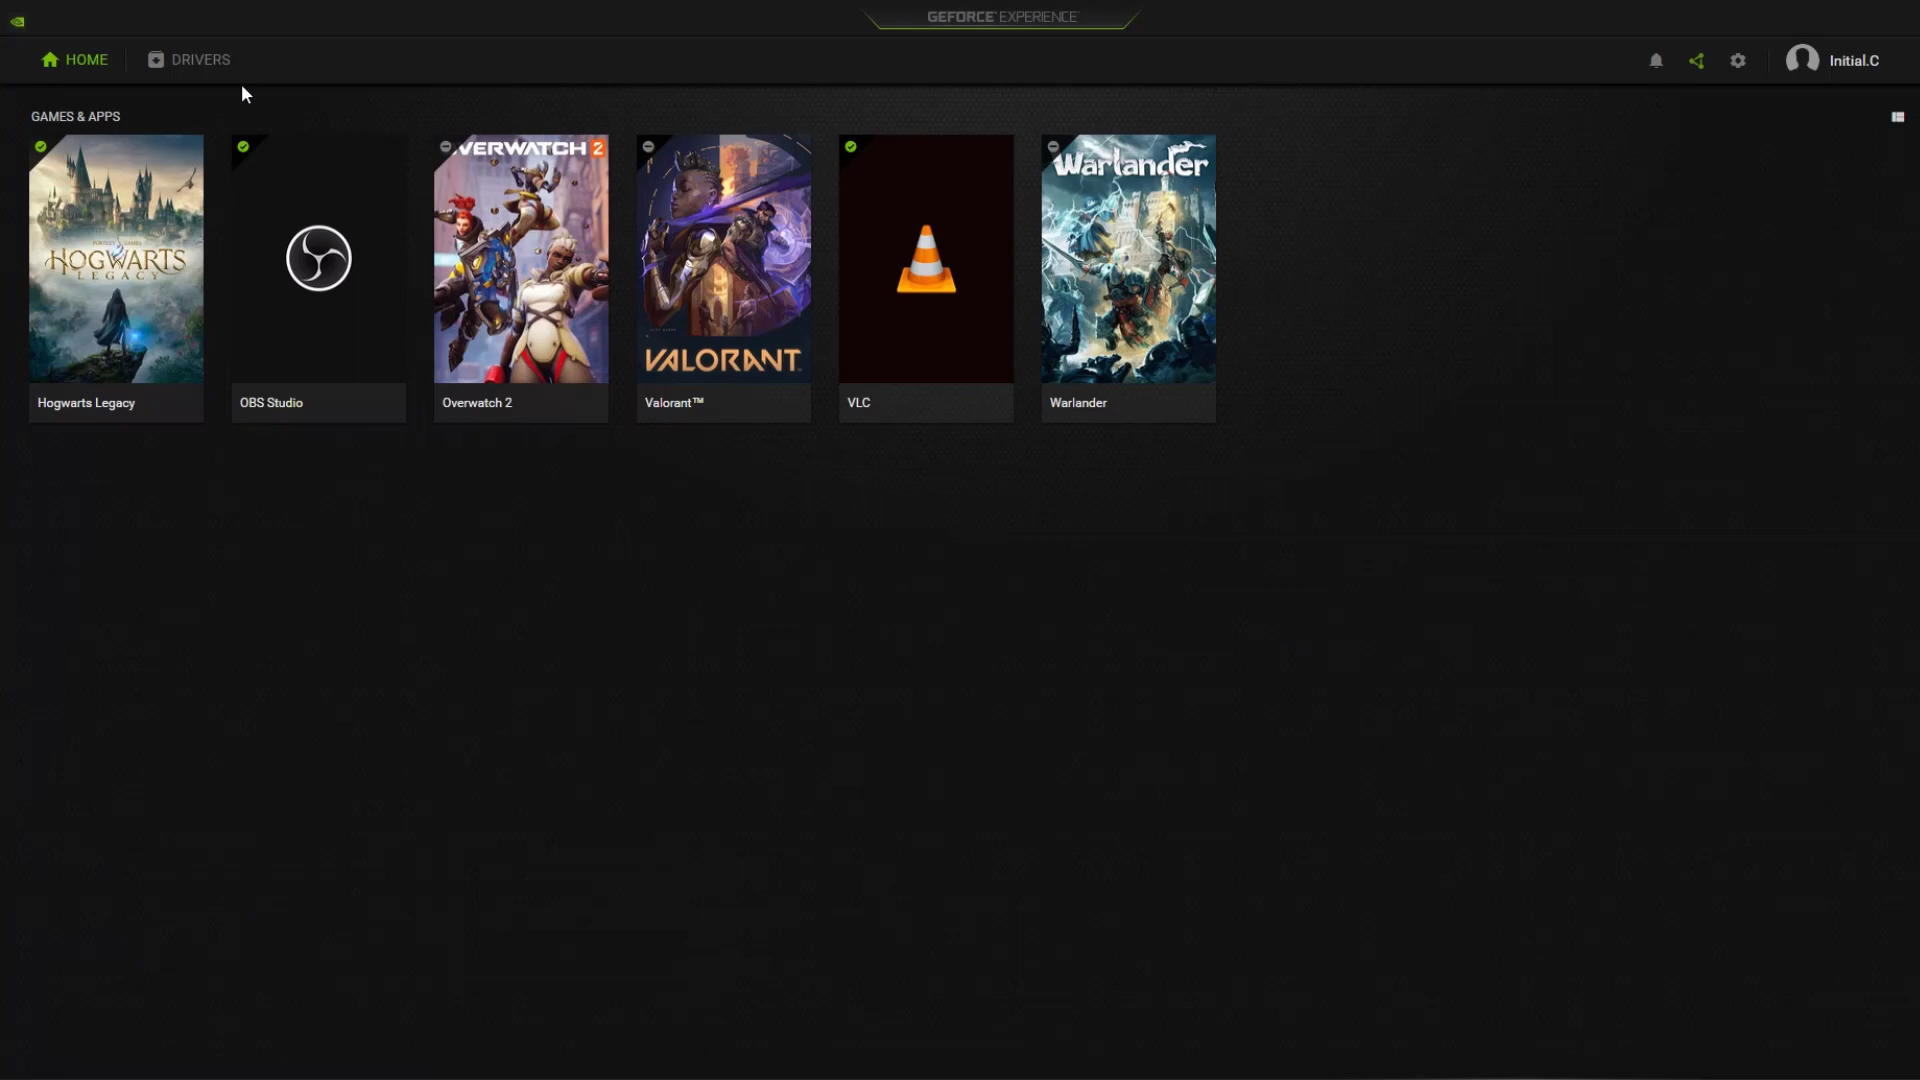 GEFORCE EXPERIENCE
HOME
DRIVERS
Initial.C
GAMES & APPS
HOGWARTS
LEGACY
VERWATCH 2
VALORANT
Warlander
Hogwarts Legacy
OBS Studio
Overwatch 2
Valorant™
VLC
Warlander